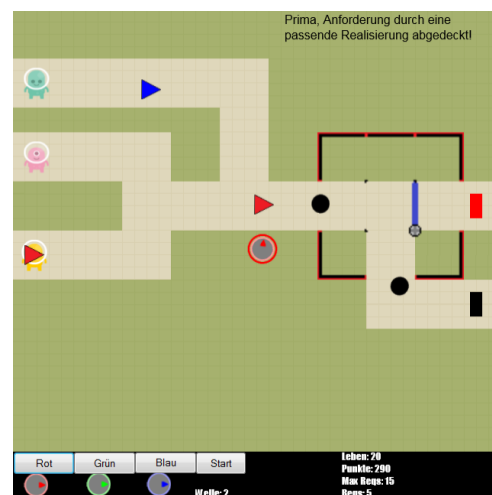 Prima, Anforderung durch eine
passende Realisierung abgedeckt!
Rot
Grün
Blau
Start
Welle: 2
Leben: 20
Punkte: 290
Max Reqs: 15
Reqs: 5